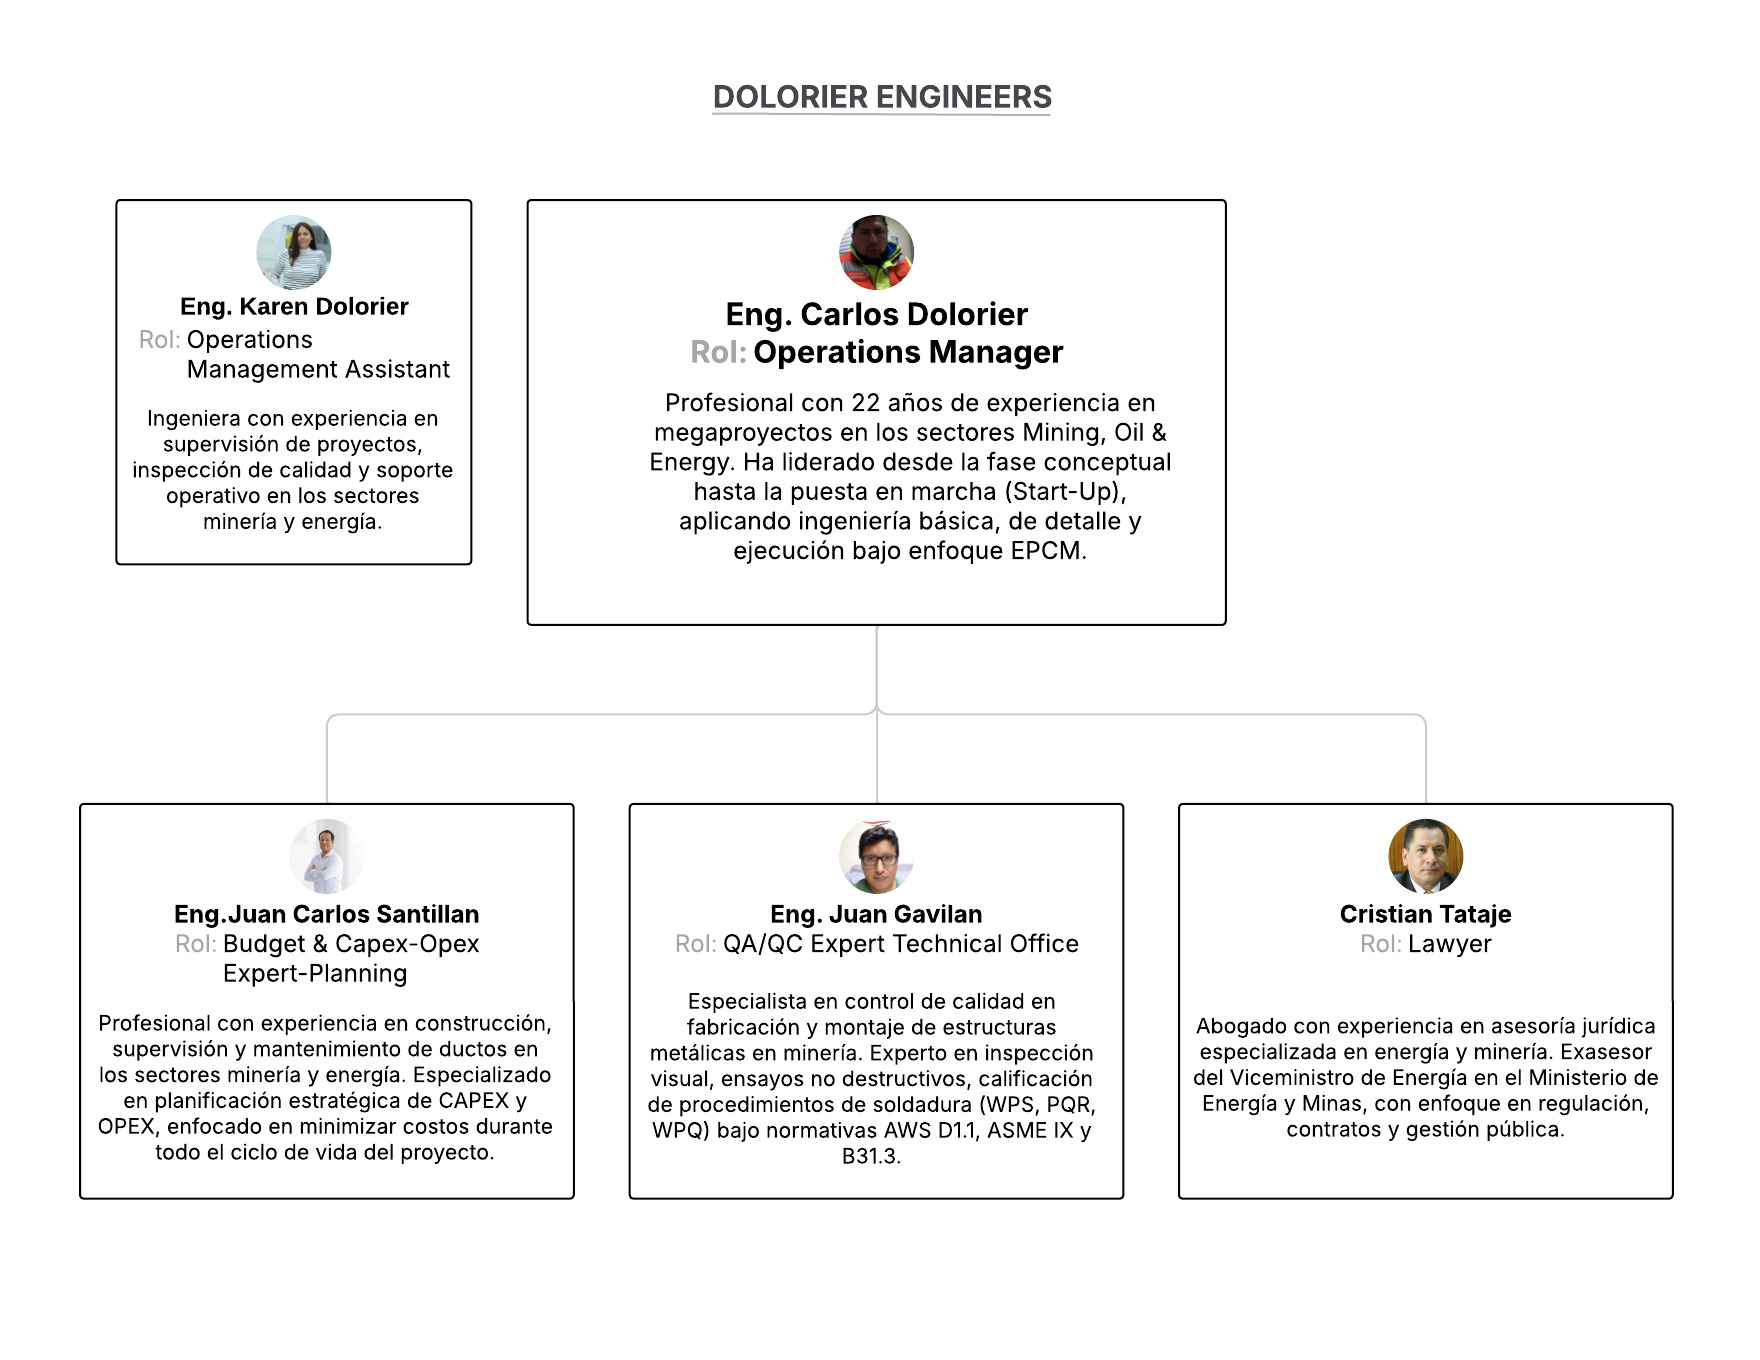 DOLORIER ENGINEERS
Eng. Karen Dolorier
Rol: Operations
Management Assistant
Ingeniera con experiencia en
supervisión de proyectos,
inspección de calidad y soporte
operativo en los sectores
minería y energía.
Eng. Carlos Dolorier
Rol: Operations Manager
Profesional con 22 años de experiencia en
megaproyectos en los sectores Mining, Oil &
Energy. Ha liderado desde la fase conceptual
hasta la puesta en marcha (Start-Up),
aplicando ingeniería básica, de detalle y
ejecución bajo enfoque EPCM.
Eng.Juan Carlos Santillan
Rol: Budget & Capex-Opex
Expert-Planning
Profesional con experiencia en construcción,
supervisión y mantenimiento de ductos en
los sectores minería y energía. Especializado
en planificación estratégica de CAPEX y
OPEX, enfocado en minimizar costos durante
todo el ciclo de vida del proyecto.
Eng. Juan Gavilan
Rol: QA/QC Expert Technical Office
Especialista en control de calidad en
fabricación y montaje de estructuras
metálicas en minería. Experto en inspección
visual, ensayos no destructivos, calificación
de procedimientos de soldadura (WPS, PQR,
WPQ) bajo normativas AWS D1.1, ASME IX y
B31.3.
Cristian Tataje
Rol: Lawyer
Abogado con experiencia en asesoría jurídica
especializada en energía y minería. Exasesor
del Viceministro de Energía en el Ministerio de
Energía y Minas, con enfoque en regulación,
contratos y gestión pública.